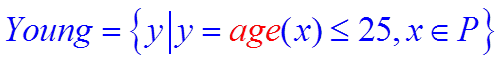 Young = {y|y = age(x) ≤ 25, x ∈ P}